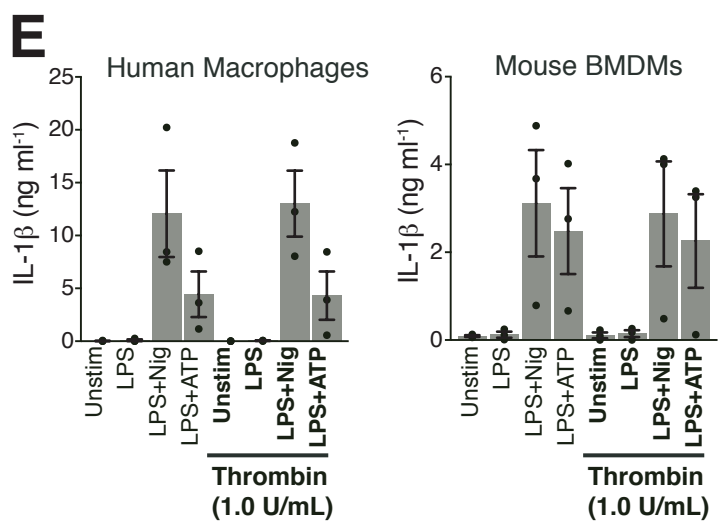 E
Human Macrophages
IL-1β (ng ml⁻¹)
25
20
15
10
5
0
Unstim
LPS
LPS+Nig
LPS+ATP
Unstim
LPS
LPS+Nig
LPS+ATP
Thrombin
(1.0 U/mL)
Mouse BMDMs
IL-1β (ng ml⁻¹)
6
4
2
0
Unstim
LPS
LPS+Nig
LPS+ATP
Unstim
LPS
LPS+Nig
LPS+ATP
Thrombin
(1.0 U/mL)